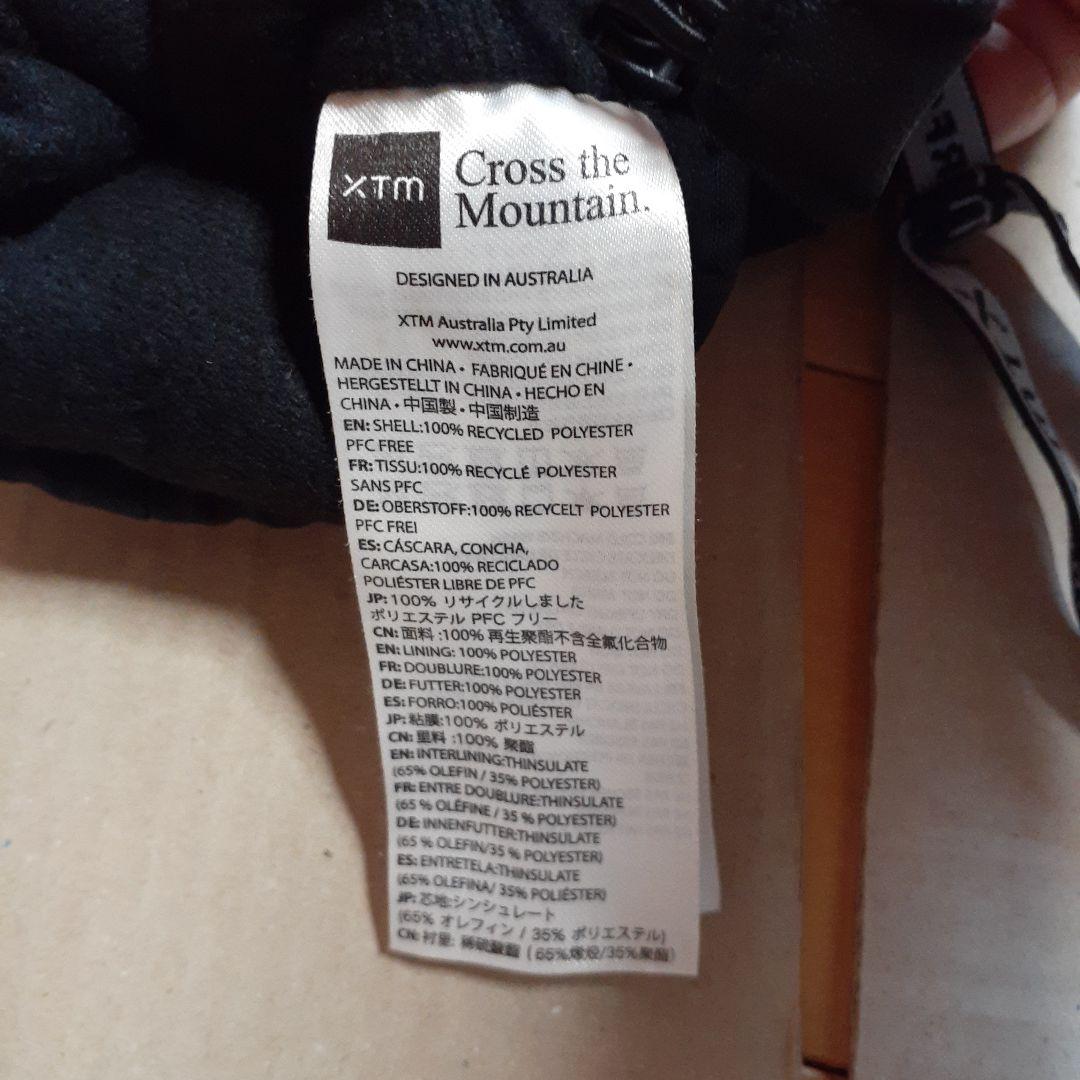 XTM
Cross the
Mountain.
DESIGNED IN AUSTRALIA
XTM Australia Pty Limited
www.xtm.com.au
MADE IN CHINA • FABRIQUÉ EN CHINE •
HERGESTELLT IN CHINA • HECHO EN
CHINA • 中国製 • 中国制造
EN: SHELL:100% RECYCLED POLYESTER
PFC FREE
FR: TISSU:100% RECYCLÉ POLYESTER
SANS PFC
DE: OBERSTOFF:100% RECYCELT POLYESTER
PFC FREI
ES: CÁSCARA, CONCHA,
CARCASA:100% RECICLADO
POLIÉSTER LIBRE DE PFC
JP: 100% リサイクルしました
ポリエステル PFC フリー
CN: 面料 :100% 再生聚酯不含全氟化合物
EN: LINING: 100% POLYESTER
FR: DOUBLURE:100% POLYESTER
DE: FUTTER:100% POLYESTER
ES: FORRO:100% POLIÉSTER
JP: 粘膜:100% ポリエステル
CN: 里料 :100% 聚酯
EN: INTERLINING:THINSULATE
(65% OLEFIN / 35% POLYESTER)
FR: ENTRE DOUBLURE:THINSULATE
(65 % OLÉFINE / 35 % POLYESTER)
DE: INNENFUTTER:THINSULATE
(65 % OLEFIN/35 % POLYESTER)
ES: ENTRETELA:THINSULATE
(65% OLEFINA/ 35% POLIÉSTER)
JP: 芯地:シンシュレート
(65% オレフィン / 35% ポリエステル)
CN: 衬里: ( 65%/35%聚酯)